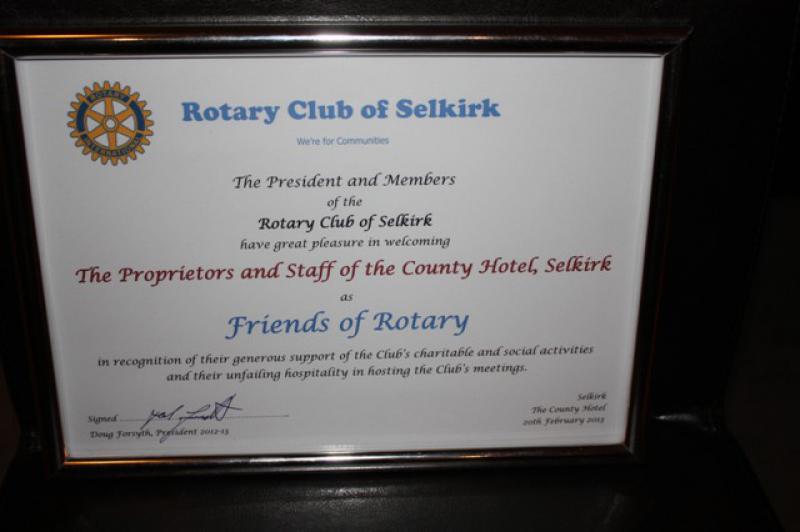 ROTARY
INTERNATIONAL
Rotary Club of Selkirk
We're for Communities
The President and Members
of the
Rotary Club of Selkirk
have great pleasure in welcoming
The Proprietors and Staff of the County Hotel, Selkirk
as
Friends of Rotary
in recognition of their generous support of the Club's charitable and social activities
and their unfailing hospitality in hosting the Club's meetings.
Signed
Doug Forsyth, President 2012-13
Selkirk
The County Hotel
20th February 2013